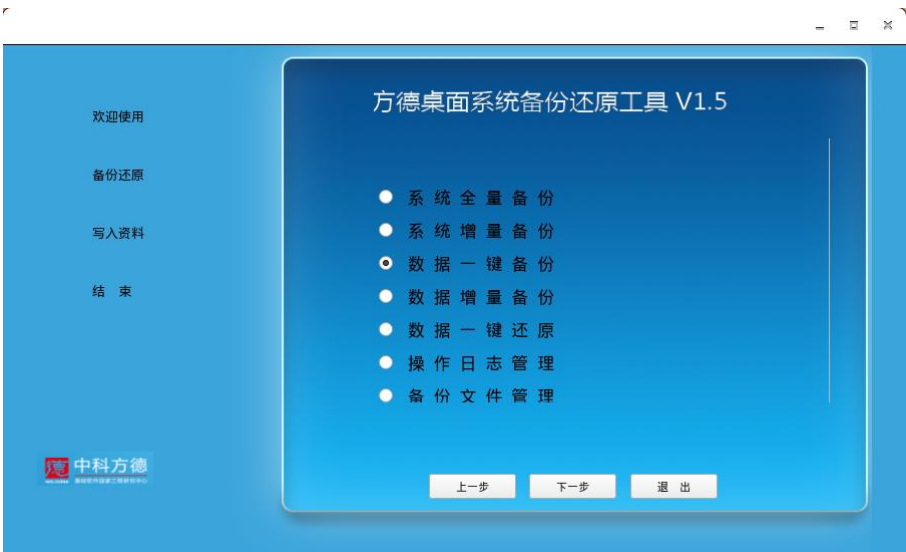 方德桌面系统备份还原工具 V1.5
欢迎使用
备份还原
写入资料
结 束
系统全量备份
系统增量备份
数据一键备份
数据增量备份
数据一键还原
操作日志管理
备份文件管理
中科方德
上一步
下一步
退 出